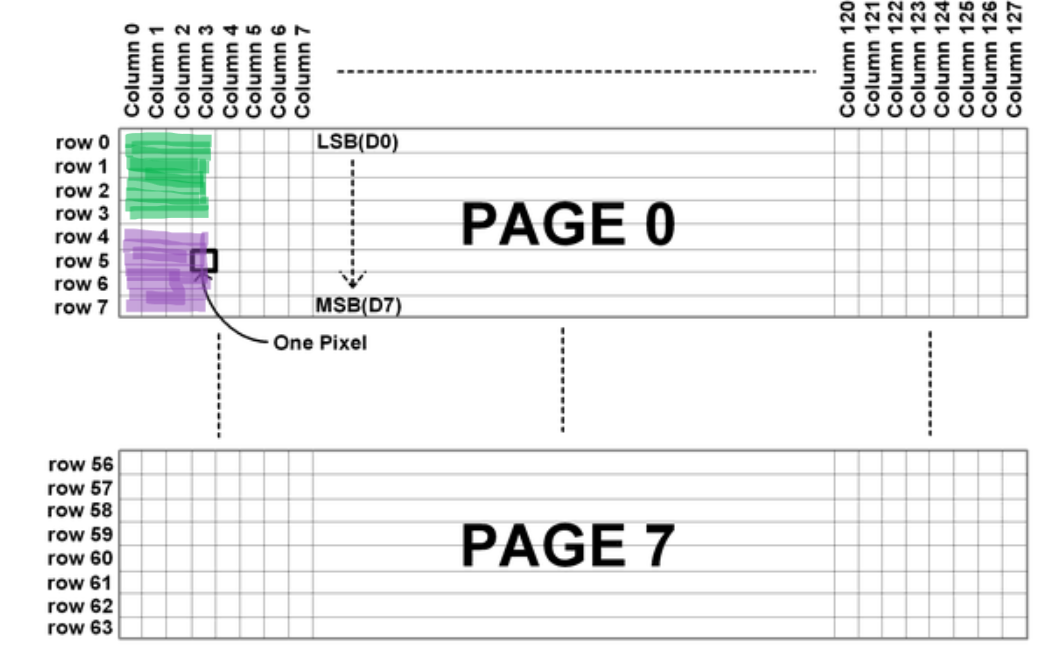 Column 0
Column 1
Column 2
Column 3
Column 4
Column 5
Column 6
Column 7
Column 120
Column 121
Column 122
Column 123
Column 124
Column 125
Column 126
Column 127
row 0
row 1
row 2
row 3
row 4
row 5
row 6
row 7
LSB(D0)
PAGE 0
MSB(D7)
One Pixel
row 56
row 57
row 58
row 59
row 60
row 61
row 62
row 63
PAGE 7